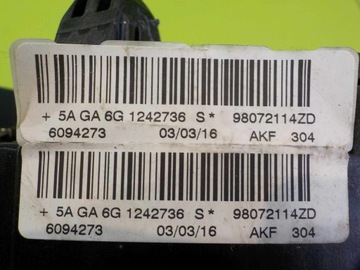 + 5A GA 6G 1242736 S* 98072114ZD
6094273 03/03/16 AKF 304
+ 5A GA 6G 1242736 S* 98072114ZD
6094273 03/03/16 AKF 304